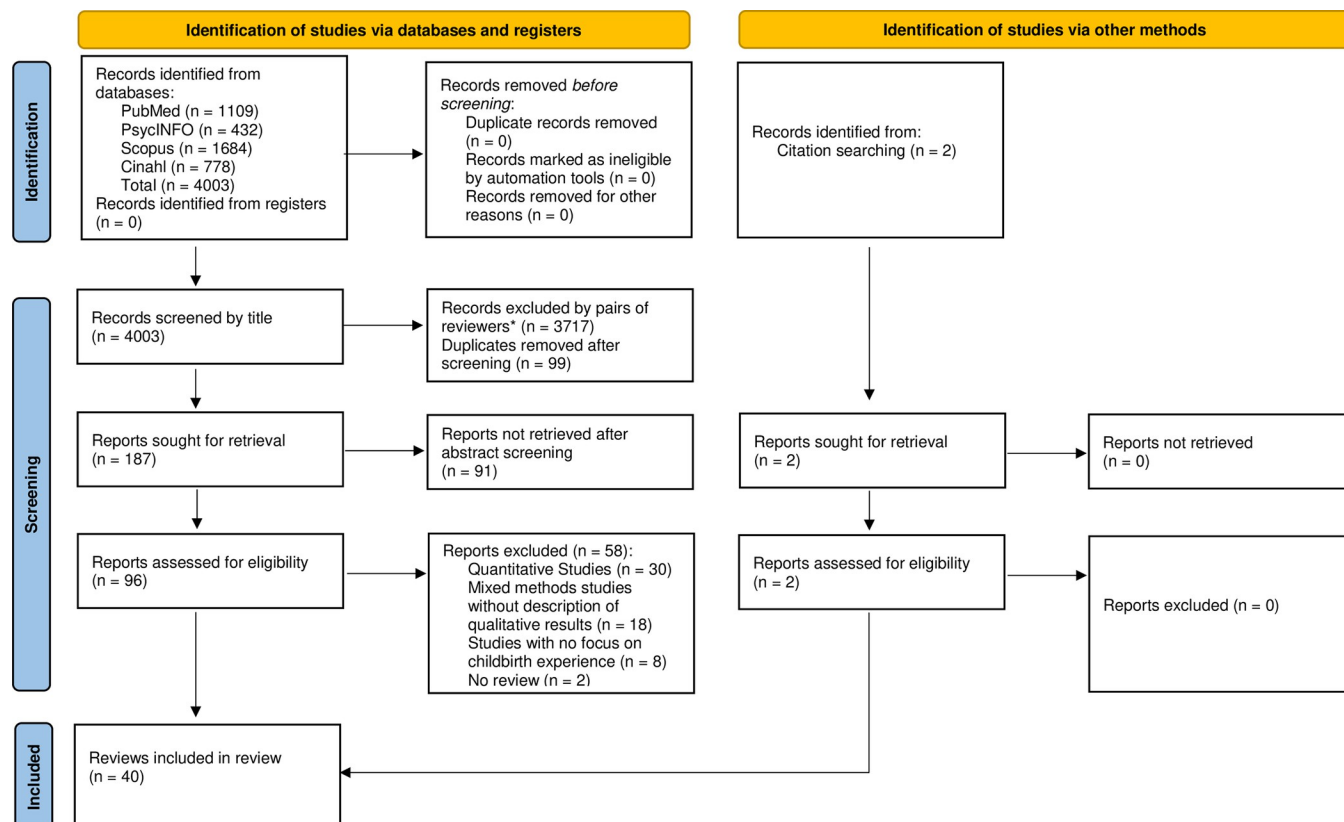 Identification of studies via databases and registers
Identification of studies via other methods
Identification
Records identified from
databases:
PubMed (n = 1109)
PsycINFO (n = 432)
Scopus (n = 1684)
Cinahl (n = 778)
Total (n = 4003)
Records identified from registers
(n = 0)
Records removed before
screening:
Duplicate records removed
(n = 0)
Records marked as ineligible
by automation tools (n = 0)
Records removed for other
reasons (n = 0)
Records identified from:
Citation searching (n = 2)
Screening
Records screened by title
(n = 4003)
Records excluded by pairs of
reviewers* (n = 3717)
Duplicates removed after
screening (n = 99)
Reports sought for retrieval
(n = 187)
Reports not retrieved after
abstract screening
(n = 91)
Reports sought for retrieval
(n = 2)
Reports not retrieved
(n = 0)
Reports assessed for eligibility
(n = 96)
Reports excluded (n = 58):
Quantitative Studies (n = 30)
Mixed methods studies
without description of
qualitative results (n = 18)
Studies with no focus on
childbirth experience (n = 8)
No review (n = 2)
Reports assessed for eligibility
(n = 2)
Reports excluded (n = 0)
Included
Reviews included in review
(n = 40)